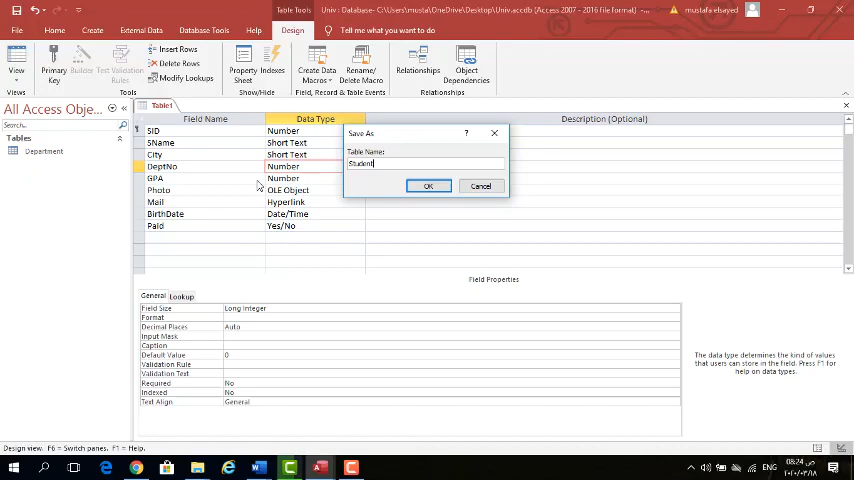 Table Tools
Univ : Database- C:\Users\musta\OneDrive\Desktop\Univ.accdb (Access 2007 - 2016 file format) -...
mustafa elsayed
File
Home
Create
External Data
Database Tools
Help
Design
Tell me what you want to do
View
Primary
Key
Builder
Test Validation
Rules
Insert Rows
Delete Rows
Modify Lookups
Tools
Views
Property
Sheet
Indexes
Show/Hide
Create Data
Macros
Rename/
Delete Macro
Field, Record & Table Events
Relationships
Object
Dependencies
Relationships
All Access Obje...
Search...
Tables
Department
Table1
Field Name
Data Type
Description (Optional)
SID
Number
SName
Short Text
City
Short Text
DeptNo
Number
GPA
Number
Photo
OLE Object
Mail
Hyperlink
BirthDate
Date/Time
Paid
Yes/No
Save As
?
Table Name:
Student
OK
Cancel
Field Properties
General
Lookup
Field Size
Long Integer
Format
Decimal Places
Auto
Input Mask
Caption
Default Value
0
Validation Rule
Validation Text
Required
No
Indexed
No
Text Align
General
The data type determines the kind of values
that users can store in the field. Press F1 for
help on data types.
Design view. F6 = Switch panes. F1 = Help.
ENG
08:24 ص
٢٠٢٠/٠٣/١٨